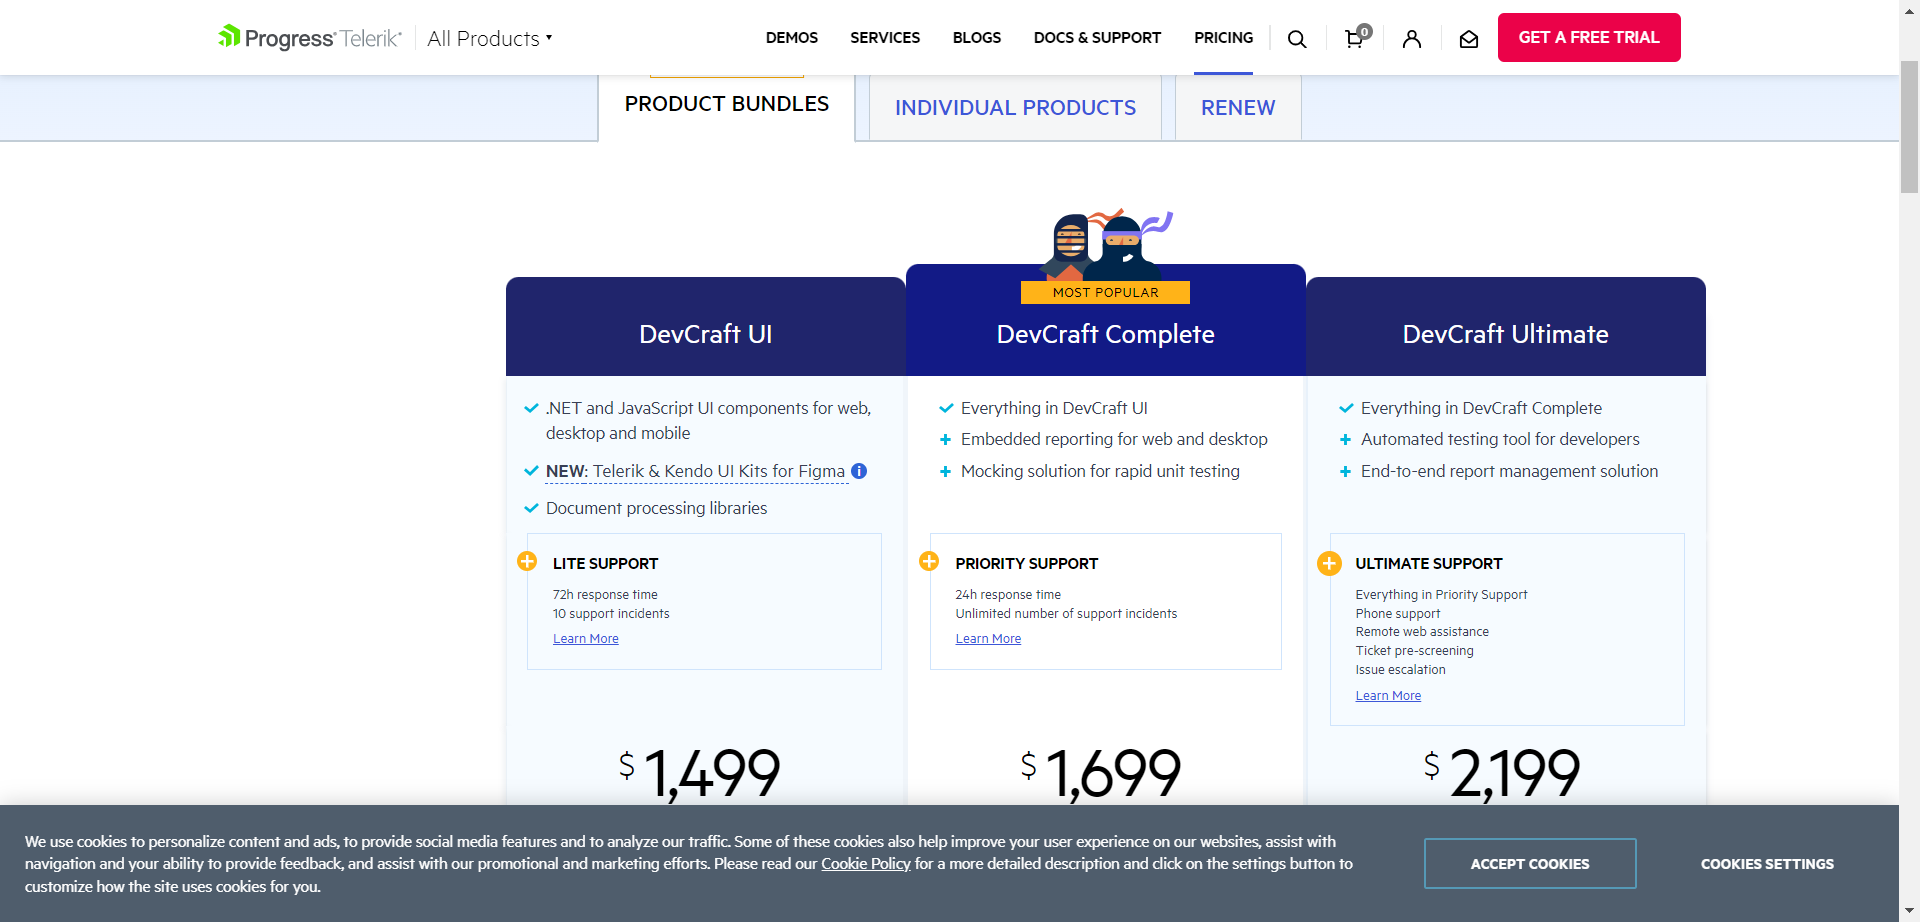 Progress Telerik
All Products
DEMOS
SERVICES
BLOGS
DOCS & SUPPORT
PRICING
0
GET A FREE TRIAL
PRODUCT BUNDLES
INDIVIDUAL PRODUCTS
RENEW
MOST POPULAR
DevCraft UI
DevCraft Complete
DevCraft Ultimate
.NET and JavaScript UI components for web,
desktop and mobile
NEW: Telerik & Kendo UI Kits for Figma i
Document processing libraries
LITE SUPPORT
72h response time
10 support incidents
Learn More
$ 1,499
Everything in DevCraft UI
Embedded reporting for web and desktop
Mocking solution for rapid unit testing
PRIORITY SUPPORT
24h response time
Unlimited number of support incidents
Learn More
$ 1,699
Everything in DevCraft Complete
Automated testing tool for developers
End-to-end report management solution
ULTIMATE SUPPORT
Everything in Priority Support
Phone support
Remote web assistance
Ticket pre-screening
Issue escalation
Learn More
$ 2,199
We use cookies to personalize content and ads, to provide social media features and to analyze our traffic. Some of these cookies also help improve your user experience on our websites, assist with
navigation and your ability to provide feedback, and assist with our promotional and marketing efforts. Please read our Cookie Policy for a more detailed description and click on the settings button to
customize how the site uses cookies for you.
ACCEPT COOKIES
COOKIES SETTINGS